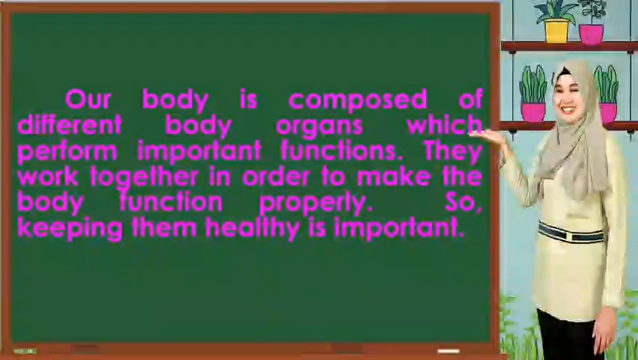 Our body is composed of
different body organs which
perform important functions. They
work together in order to make the
body function properly. So,
keeping them healthy is important.